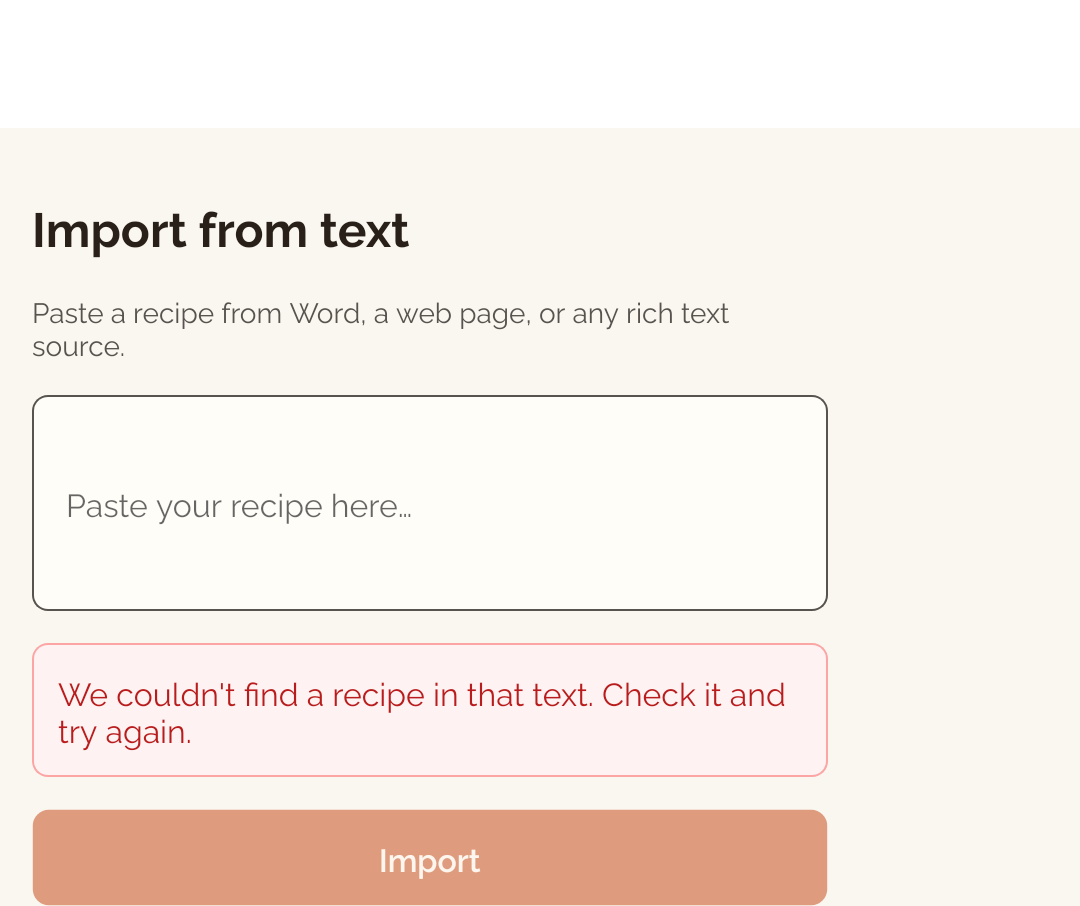 Import from text
Paste a recipe from Word, a web page, or any rich text
source.
Paste your recipe here…
We couldn't find a recipe in that text. Check it and
try again.
Import